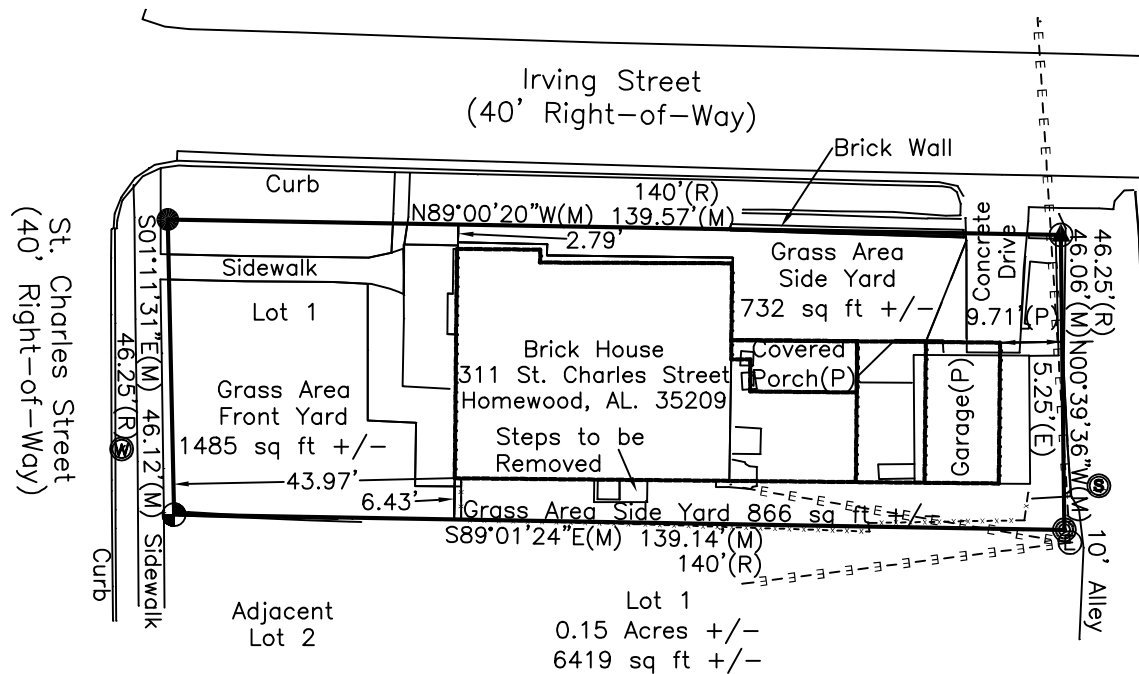 Irving Street
(40' Right-of-Way)
Brick Wall
Curb
140'(R)
N89°00'20"W(M) 139.57'(M)
2.79'
Grass Area
Side Yard
732 sq ft +/-
Concrete
Drive
9.71'(P)
46.25'(R)
46.06'(M)
N00°39'36"W(M)
5.25'(E)
St. Charles Street
(40' Right-of-Way)
S01°11'31"E(M) 46.12'(M)
46.25'(R)
Sidewalk
Lot 1
Grass Area
Front Yard
1485 sq ft +/-
43.97'
6.43'
Brick House
311 St. Charles Street
Homewood, AL. 35209
Steps to be
Removed
Covered
Porch(P)
Garage(P)
W
S
E E E E E E E E
Grass Area Side Yard 866 sq ft +/-
S89°01'24"E(M) 139.14'(M)
140'(R)
10' Alley
Curb
Sidewalk
Adjacent
Lot 2
Lot 1
0.15 Acres +/-
6419 sq ft +/-